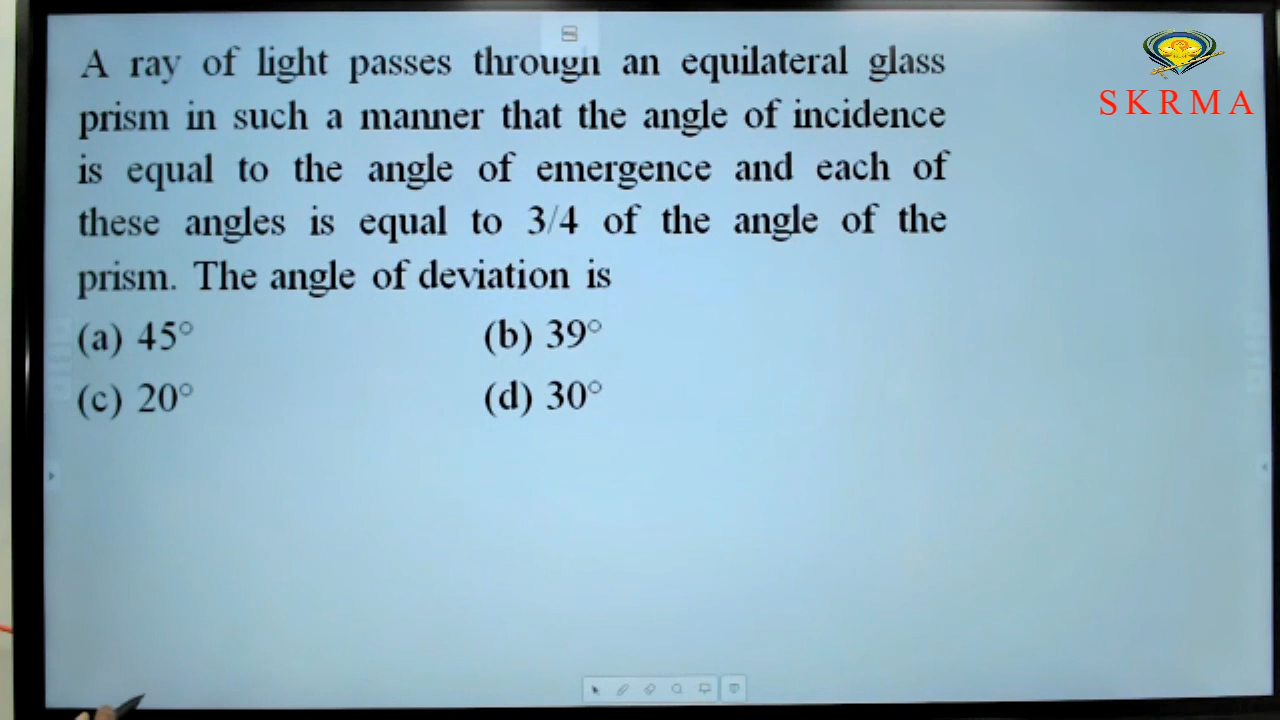 A ray of light passes through an equilateral glass
prism in such a manner that the angle of incidence
is equal to the angle of emergence and each of
these angles is equal to 3/4 of the angle of the
prism. The angle of deviation is
(a) 45° (b) 39°
(c) 20° (d) 30°
SKRMA